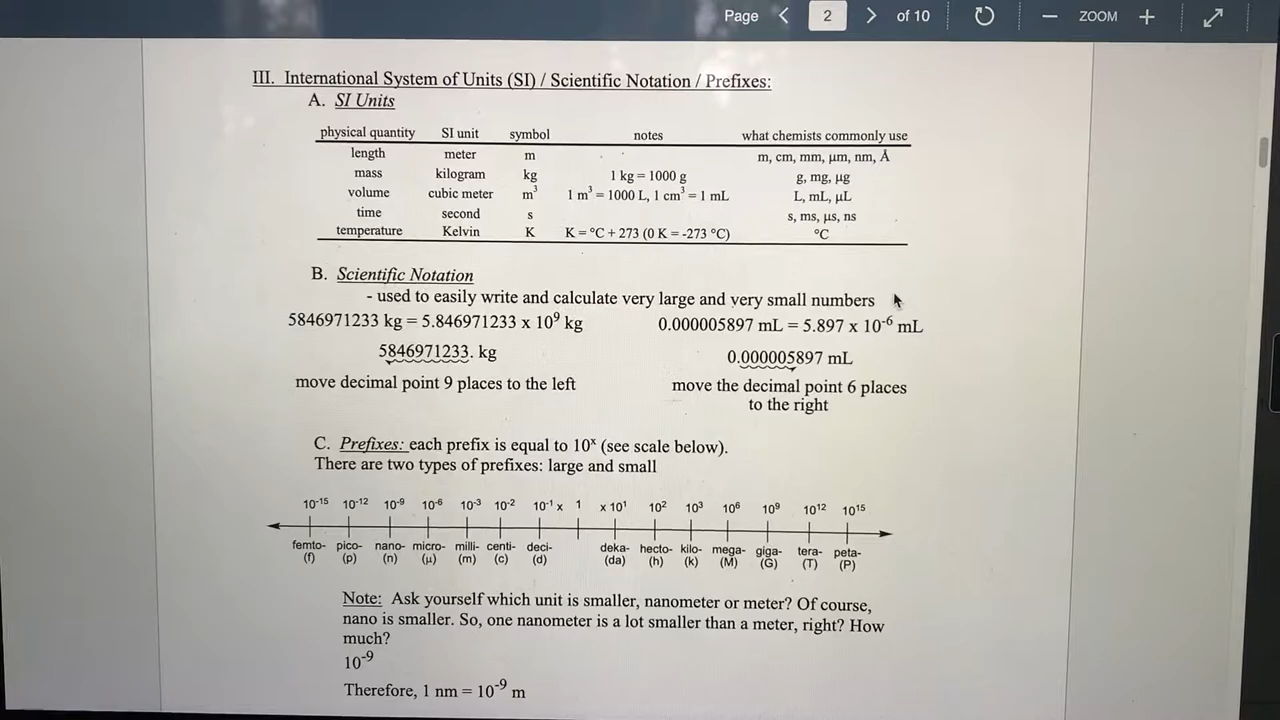 Page < 2 > of 10 — ZOOM +
III. International System of Units (SI) / Scientific Notation / Prefixes:
A. SI Units
physical quantity SI unit symbol notes what chemists commonly use
length meter m m, cm, mm, µm, nm, Å
mass kilogram kg 1 kg = 1000 g g, mg, µg
volume cubic meter m³ 1 m³ = 1000 L, 1 cm³ = 1 mL L, mL, µL
time second s s, ms, µs, ns
temperature Kelvin K K = °C + 273 (0 K = -273 °C) °C
B. Scientific Notation
- used to easily write and calculate very large and very small numbers
5846971233 kg = 5.846971233 x 10⁹ kg 0.000005897 mL = 5.897 x 10⁻⁶ mL
5846971233. kg 0.000005897 mL
move decimal point 9 places to the left move the decimal point 6 places
to the right
C. Prefixes: each prefix is equal to 10ˣ (see scale below).
There are two types of prefixes: large and small
10⁻¹⁵ 10⁻¹² 10⁻⁹ 10⁻⁶ 10⁻³ 10⁻² 10⁻¹ x 1 x 10¹ 10² 10³ 10⁶ 10⁹ 10¹² 10¹⁵
femto- pico- nano- micro- milli- centi- deci- deka- hecto- kilo- mega- giga- tera- peta-
(f) (p) (n) (µ) (m) (c) (d) (da) (h) (k) (M) (G) (T) (P)
Note: Ask yourself which unit is smaller, nanometer or meter? Of course,
nano is smaller. So, one nanometer is a lot smaller than a meter, right? How
much?
10⁻⁹
Therefore, 1 nm = 10⁻⁹ m